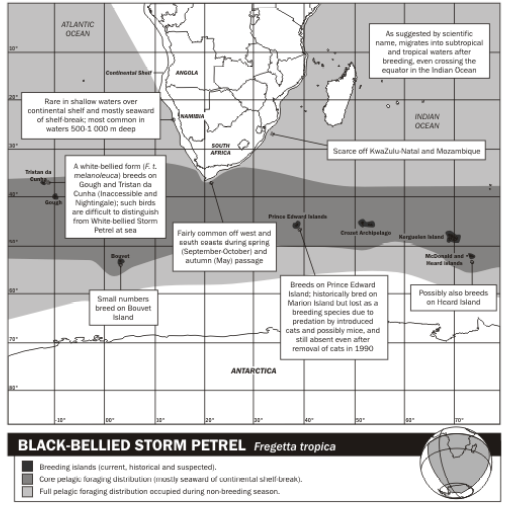 ATLANTIC
OCEAN
As suggested by scientific
name, migrates into subtropical
and tropical waters after
breeding, even crossing the
equator in the Indian Ocean
10°
Continental Shelf
ANGOLA
Rare in shallow waters over
continental shelf and mostly seaward
of shelf-break; most common in
waters 500-1 000 m deep
20°
NAMIBIA
INDIAN
OCEAN
30°
SOUTH
AFRICA
Scarce off KwaZulu-Natal and Mozambique
A white-bellied form (F. t.
melanoleuca) breeds on
Gough and Tristan da
Cunha (Inaccessible and
Nightingale); such birds
are difficult to distinguish
from White-bellied Storm
Petrel at sea
Tristan da
Cunha
40°
Gough
Prince Edward Islands
Crozet Archipelago
Kerguelen Island
Fairly common off west and
south coasts during spring
(September-October) and
autumn (May) passage
50°
Bouvet
McDonald and
Heard Islands
Small numbers
breed on Bouvet
Island
Breeds on Prince Edward
Island; historically bred on
Marion Island but lost as a
breeding species due to
predation by introduced
cats and possibly mice, and
still absent even after
removal of cats in 1990
Possibly also breeds
on Heard Island
60°
70°
ANTARCTICA
80°
-10° 00° 10° 20° 30° 40° 50° 60° 70°
BLACK-BELLIED STORM PETREL Fregetta tropica
Breeding islands (current, historical and suspected).
Core pelagic foraging distribution (mostly seaward of continental shelf-break).
Full pelagic foraging distribution occupied during non-breeding season.